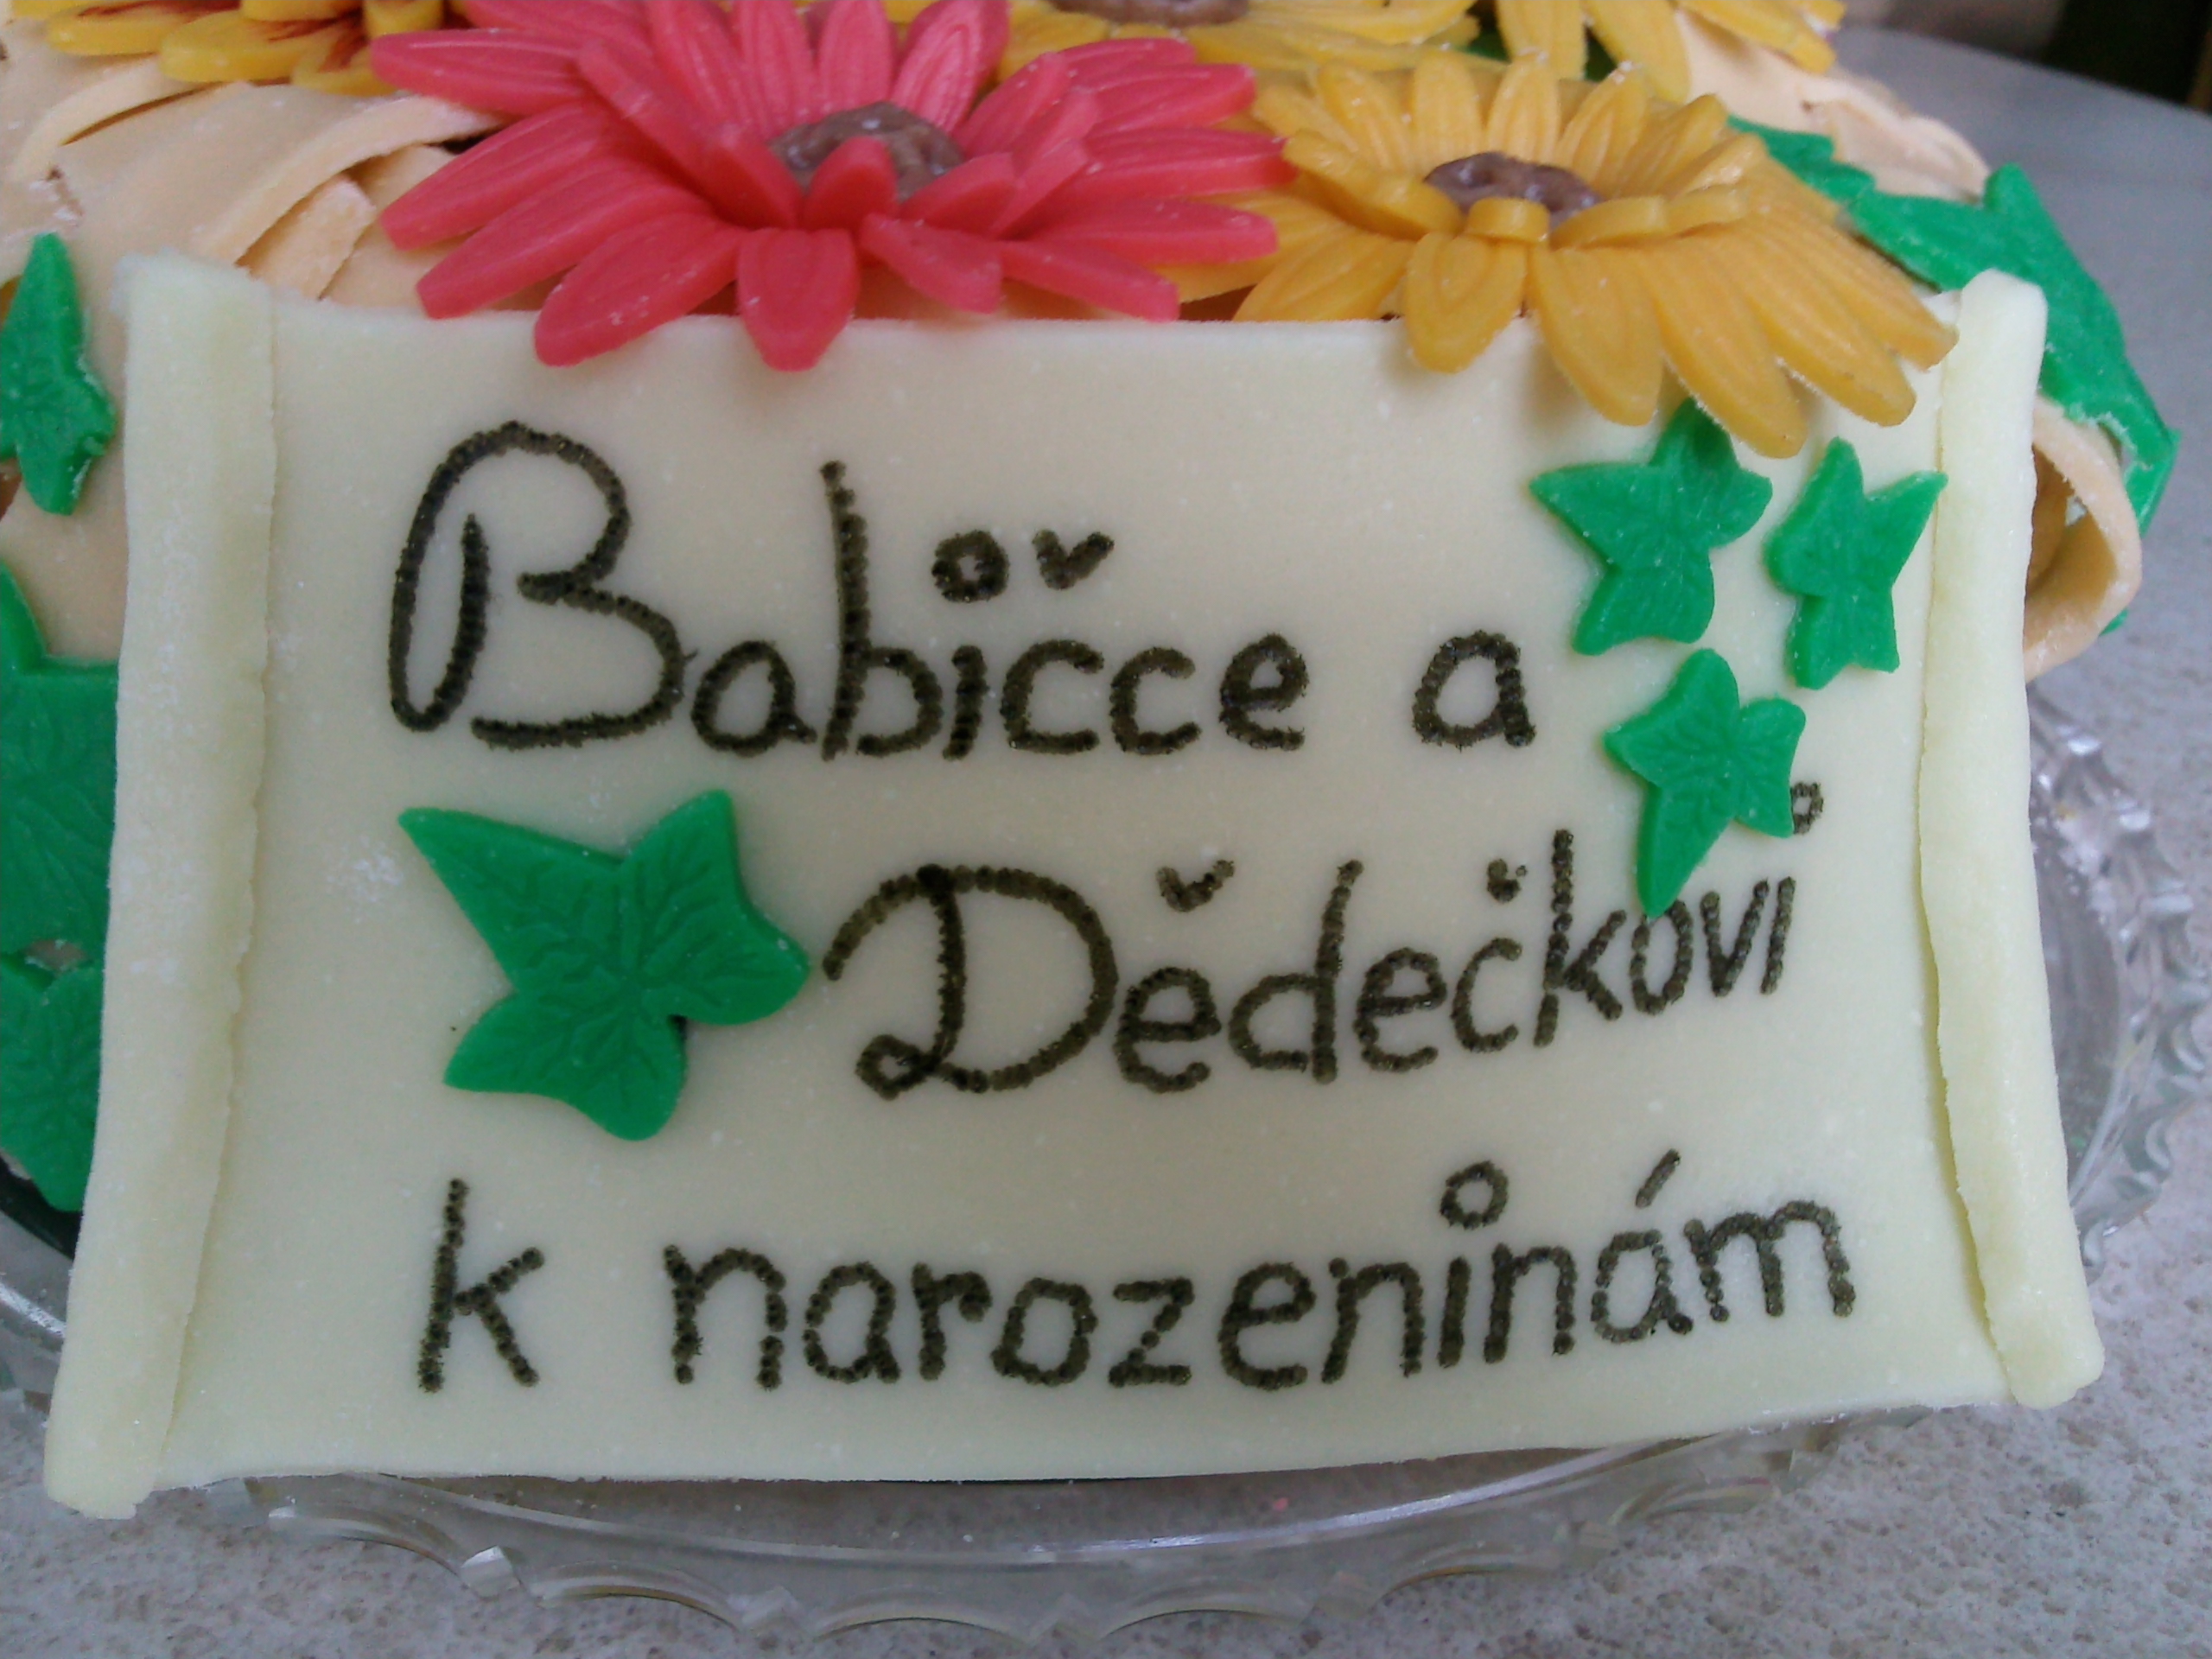 Babičce a
Dědečkovi
k narozeninám